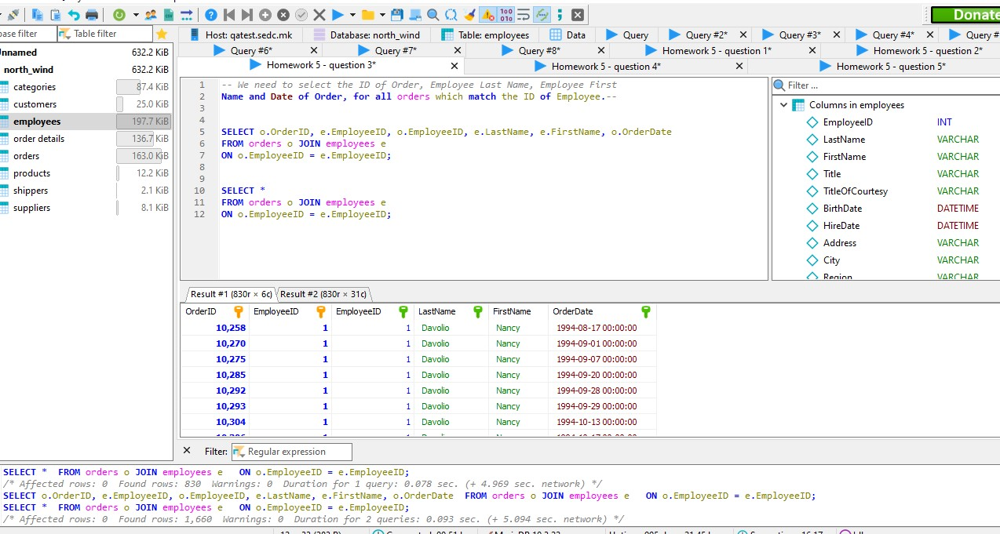 Donate
base filter
Table filter
Host: qatest.sedc.mk
Database: north_wind
Table: employees
Data
Query
Query #2*
Query #3*
Query #4*
Query #
Query #6*
Query #7*
Query #8*
Homework 5 - question 1*
Homework 5 - question 2*
Homework 5 - question 3*
Homework 5 - question 4*
Homework 5 - question 5*
Unnamed 632.2 KiB
north_wind 632.2 KiB
categories 87.4 KiB
customers 25.0 KiB
employees 197.7 KiB
order details 136.7 KiB
orders 163.0 KiB
products 12.2 KiB
shippers 2.1 KiB
suppliers 8.1 KiB
1 -- We need to select the ID of Order, Employee Last Name, Employee First
2 Name and Date of Order, for all orders which match the ID of Employee.--
3
4
5 SELECT o.OrderID, e.EmployeeID, o.EmployeeID, e.LastName, e.FirstName, o.OrderDate
6 FROM orders o JOIN employees e
7 ON o.EmployeeID = e.EmployeeID;
8
9
10 SELECT *
11 FROM orders o JOIN employees e
12 ON o.EmployeeID = e.EmployeeID;
Filter ...
Columns in employees
EmployeeID INT
LastName VARCHAR
FirstName VARCHAR
Title VARCHAR
TitleOfCourtesy VARCHAR
BirthDate DATETIME
HireDate DATETIME
Address VARCHAR
City VARCHAR
Region VARCHAR
Result #1 (830r × 6c) Result #2 (830r × 31c)
OrderID EmployeeID EmployeeID LastName FirstName OrderDate
10,258 1 1 Davolio Nancy 1994-08-17 00:00:00
10,270 1 1 Davolio Nancy 1994-09-01 00:00:00
10,275 1 1 Davolio Nancy 1994-09-07 00:00:00
10,285 1 1 Davolio Nancy 1994-09-20 00:00:00
10,292 1 1 Davolio Nancy 1994-09-28 00:00:00
10,293 1 1 Davolio Nancy 1994-09-29 00:00:00
10,304 1 1 Davolio Nancy 1994-10-13 00:00:00
Filter: Regular expression
SELECT * FROM orders o JOIN employees e ON o.EmployeeID = e.EmployeeID;
/* Affected rows: 0 Found rows: 830 Warnings: 0 Duration for 1 query: 0.078 sec. (+ 4.969 sec. network) */
SELECT o.OrderID, e.EmployeeID, o.EmployeeID, e.LastName, e.FirstName, o.OrderDate FROM orders o JOIN employees e ON o.EmployeeID = e.EmployeeID;
SELECT * FROM orders o JOIN employees e ON o.EmployeeID = e.EmployeeID;
/* Affected rows: 0 Found rows: 1,660 Warnings: 0 Duration for 2 queries: 0.093 sec. (+ 5.094 sec. network) */